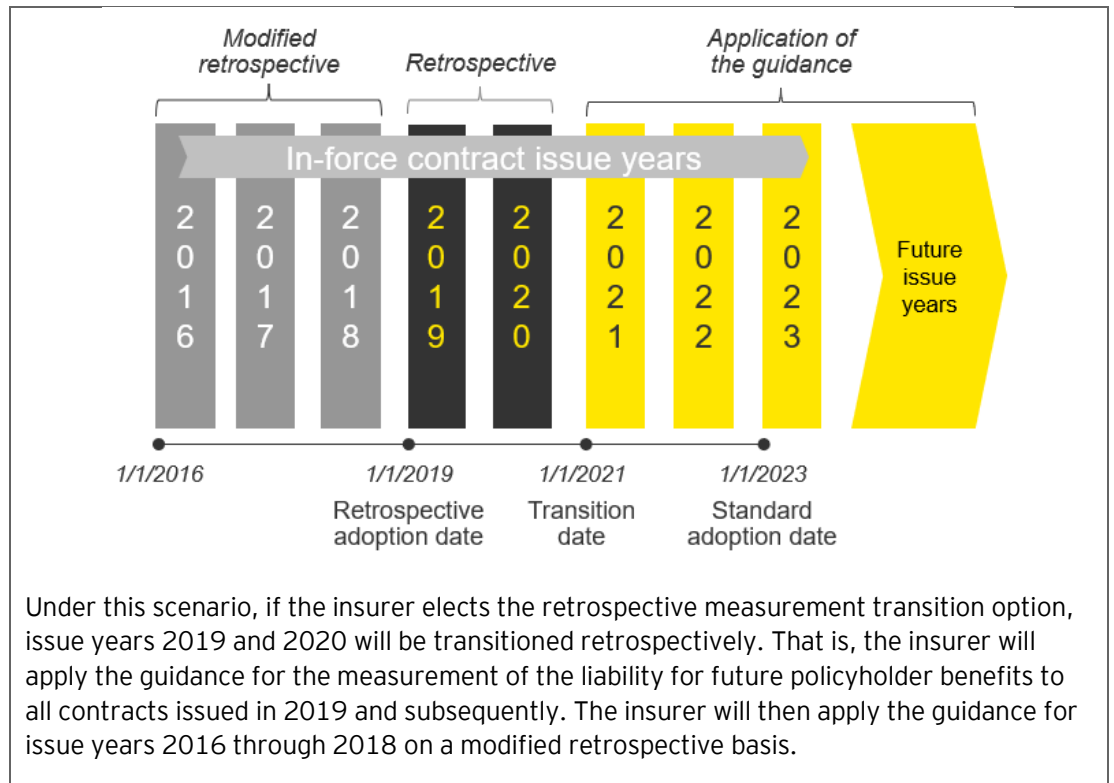 Modified
retrospective
Retrospective
Application of
the guidance
In-force contract issue years
2016
2017
2018
2019
2020
2021
2022
2023
Future
issue
years
1/1/2016
1/1/2019
1/1/2021
1/1/2023
Retrospective
adoption date
Transition
date
Standard
adoption date
Under this scenario, if the insurer elects the retrospective measurement transition option,
issue years 2019 and 2020 will be transitioned retrospectively. That is, the insurer will
apply the guidance for the measurement of the liability for future policyholder benefits to
all contracts issued in 2019 and subsequently. The insurer will then apply the guidance for
issue years 2016 through 2018 on a modified retrospective basis.